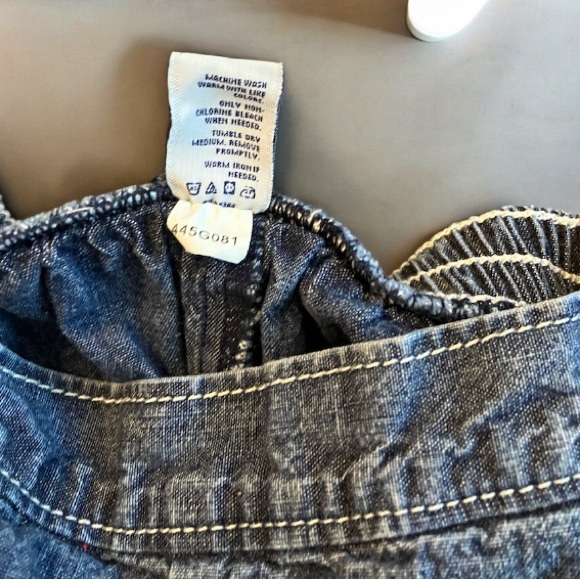 MACHINE WASH
WARM WITH LIKE
COLORS.
ONLY NON-
CHLORINE BLEACH
WHEN NEEDED.
TUMBLE DRY
MEDIUM. REMOVE
PROMPTLY.
WARM IRON IF
NEEDED.
445G081